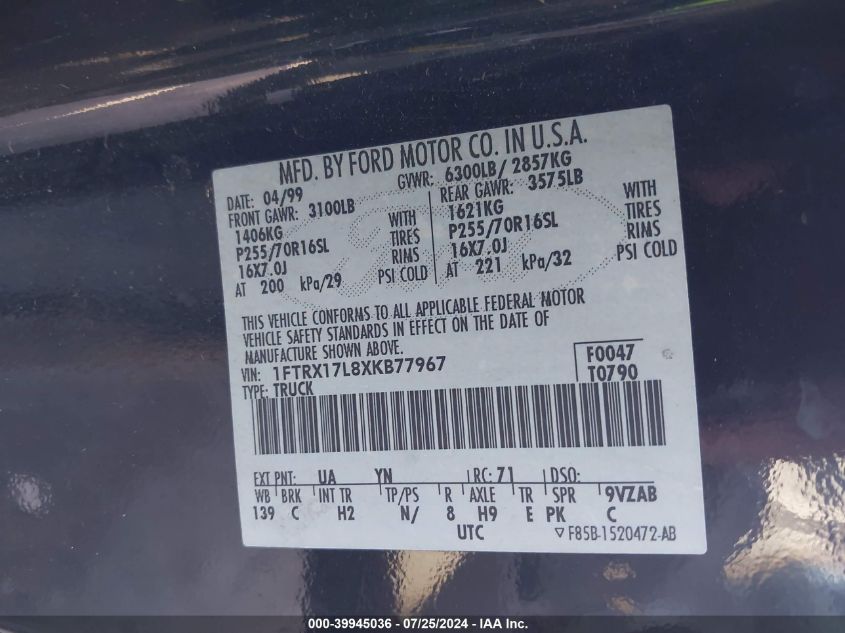 MFD. BY FORD MOTOR CO. IN U.S.A.
DATE: 04/99 GVWR: 6300LB/ 2857KG
FRONT GAWR: 3100LB REAR GAWR: 3575LB
1406KG WITH 1621KG WITH
P255/70R16SL TIRES P255/70R16SL TIRES
16X7.0J RIMS 16X7.0J RIMS
AT 200 kPa/29 PSI COLD AT 221 kPa/32 PSI COLD
THIS VEHICLE CONFORMS TO ALL APPLICABLE FEDERAL MOTOR
VEHICLE SAFETY STANDARDS IN EFFECT ON THE DATE OF
MANUFACTURE SHOWN ABOVE.
VIN: 1FTRX17L8XKB77967 F0047
TYPE: TRUCK T0790
EXT PNT: UA YN RC: 71 DSO:
WB BRK INT TR TP/PS R AXLE TR SPR 9VZAB
139 C H2 N/ 8 H9 E PK C
UTC ▽F85B-1520472-AB
000-39945036 / 07/25/2024 - IAA Inc.